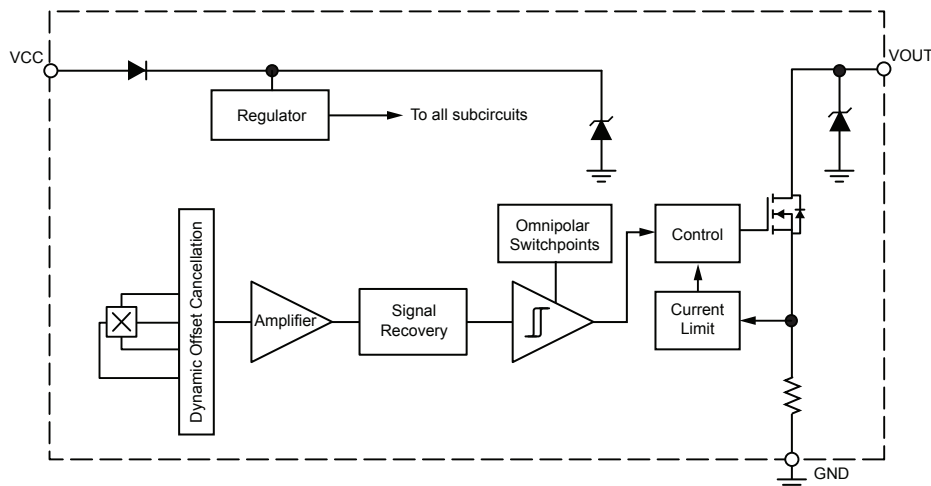 VCC
VOUT
Regulator
To all subcircuits
Dynamic Offset Cancellation
Amplifier
Signal
Recovery
Omnipolar
Switchpoints
Control
Current
Limit
GND